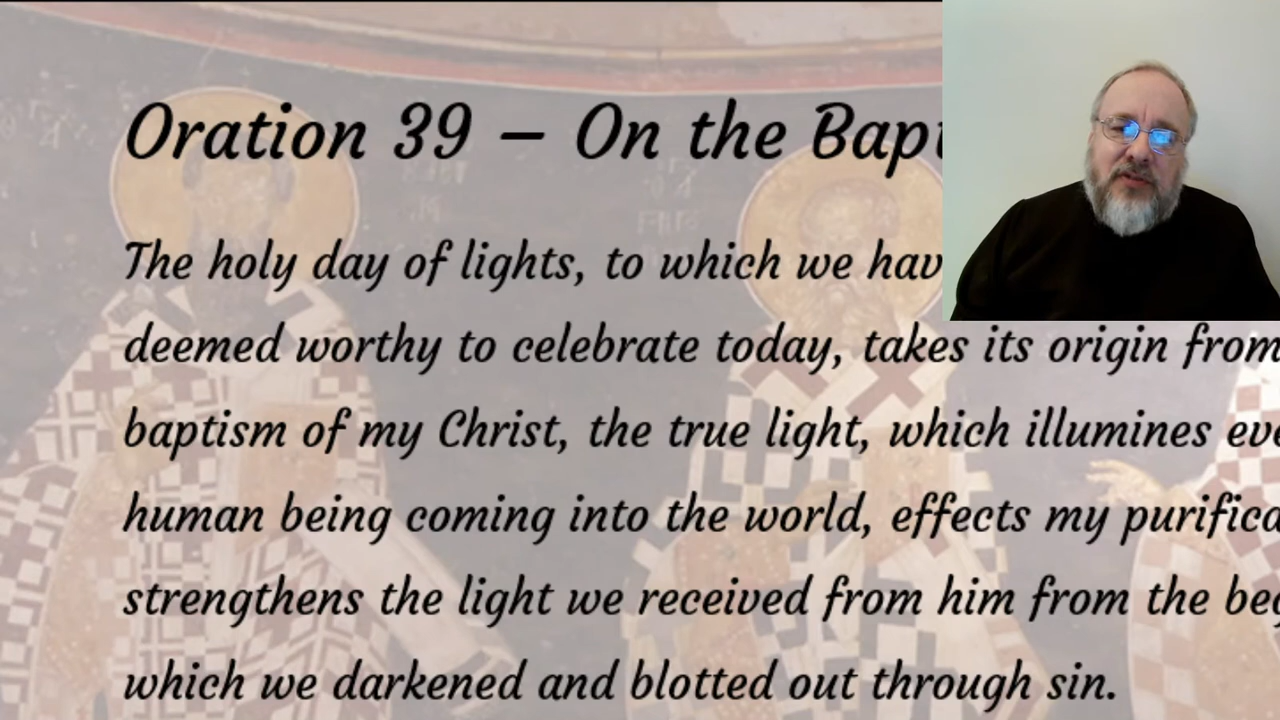 Oration 39 – On the Bapt
The holy day of lights, to which we hav
deemed worthy to celebrate today, takes its origin from
baptism of my Christ, the true light, which illumines eve
human being coming into the world, effects my purifica
strengthens the light we received from him from the beg
which we darkened and blotted out through sin.